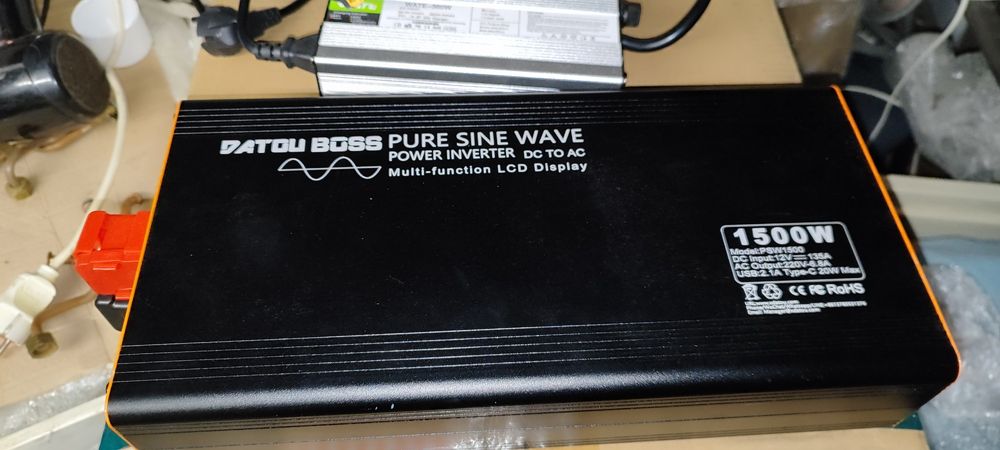 DATOU BOSS
PURE SINE WAVE
POWER INVERTER DC TO AC
Multi-function LCD Display
1500W
Model:PSW1500
DC Input:12V 135A
AC Output:220V-6.8A
USB:2.1A Type-C 20W Max
CE FC RoHS